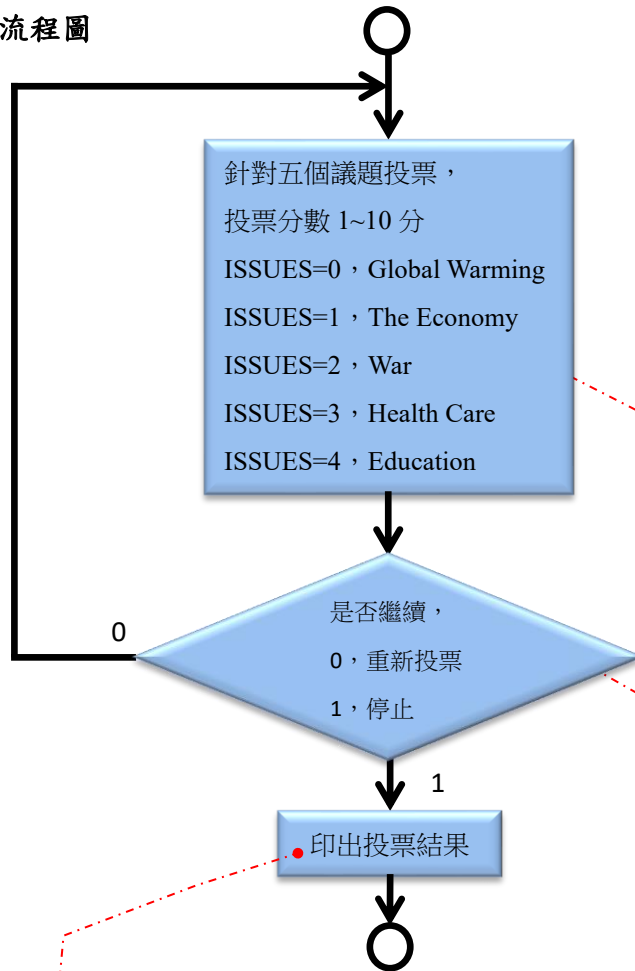 流程圖
針對五個議題投票，
投票分數 1~10 分
ISSUES=0，Global Warming
ISSUES=1，The Economy
ISSUES=2，War
ISSUES=3，Health Care
ISSUES=4，Education
是否繼續，
0
0，重新投票
1，停止
1
印出投票結果